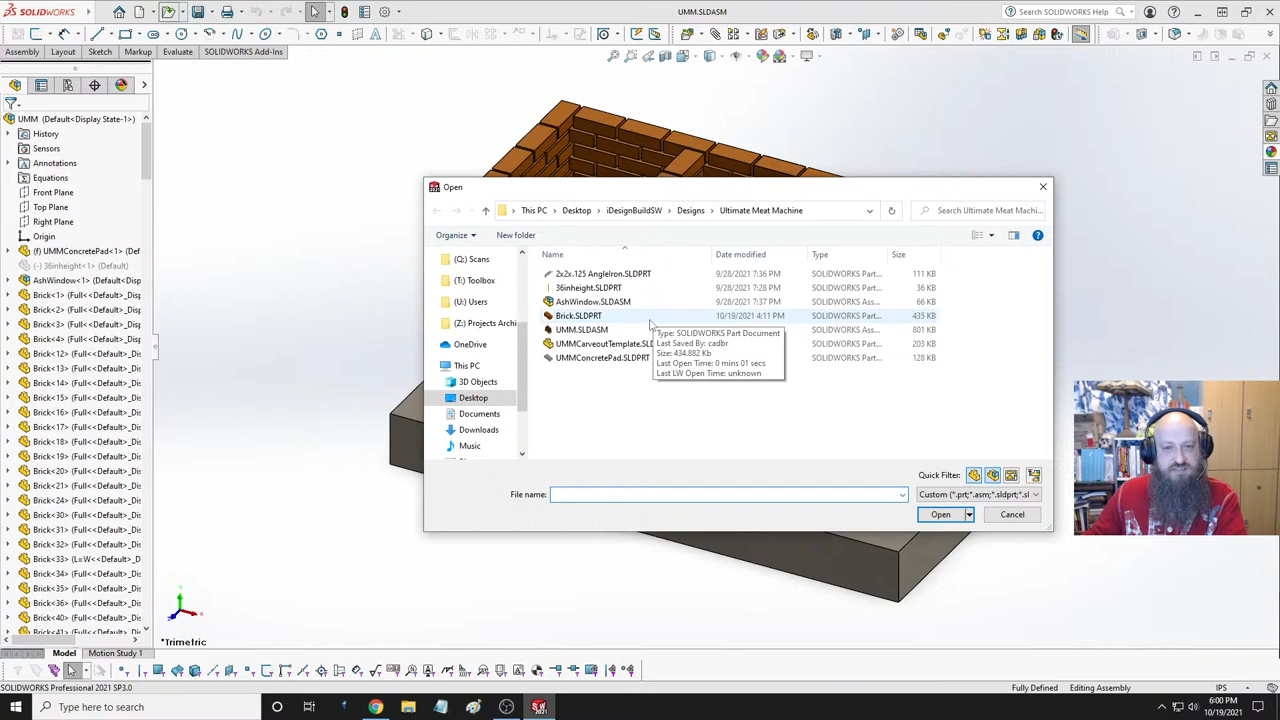 SOLIDWORKS
UMM.SLDASM
Search SOLIDWORKS Help
Assembly Layout Sketch Markup Evaluate SOLIDWORKS Add-Ins
UMM (Default<Display State-1>)
History
Sensors
Annotations
Equations
Front Plane
Top Plane
Right Plane
Origin
(f) UMMConcretePad<1> (Def
(-) 36inheight<1> (Default)
AshWindow<1> (Default<D
Brick<1> (Full<<Default>_Disp
Brick<2> (Full<<Default>_Disp
Brick<3> (Full<<Default>_Disp
Brick<4> (Full<<Default>_Disp
Brick<9> (Full<<Default>_Disp
Brick<14> (Full<<Default>_Dis
Brick<15> (Full<<Default>_Dis
Brick<16> (Full<<Default>_Dis
Brick<17> (Full<<Default>_Dis
Brick<18> (Full<<Default>_Dis
Brick<19> (Full<<Default>_Dis
Brick<20> (Full<<Default>_Dis
Brick<21> (Full<<Default>_Dis
Brick<24> (Full<<Default>_Dis
Brick<30> (Full<<Default>_Dis
Brick<31> (Full<<Default>_Dis
Brick<32> (Full<<Default>_Dis
Brick<33> (L=W<<Default>_D
Brick<34> (Full<<Default>_Dis
Brick<35> (Full<<Default>_Dis
Brick<36> (Full<<Default>_Dis
Brick<40> (Full<<Default>_Dis
Brick<41> (Full<<Default>_Dis
Open
This PC > Desktop > iDesignBuildSW > Designs > Ultimate Meat Machine
Search Ultimate Meat Machi...
Organize New folder
(Q:) Scans
(T:) Toolbox
(U:) Users
(Z:) Projects Archi
OneDrive
This PC
3D Objects
Desktop
Documents
Downloads
Music
Name Date modified Type Size
2x2x.125 AngleIron.SLDPRT 9/28/2021 7:36 PM SOLIDWORKS Part... 111 KB
36inheight.SLDPRT 9/28/2021 7:28 PM SOLIDWORKS Part... 36 KB
AshWindow.SLDASM 9/28/2021 7:37 PM SOLIDWORKS Ass... 66 KB
Brick.SLDPRT 10/19/2021 4:11 PM SOLIDWORKS Part... 435 KB
UMM.SLDASM SOLIDWORKS Ass... 801 KB
UMMCarveoutTemplate.SLD SOLIDWORKS Part... 203 KB
UMMConcretePad.SLDPRT SOLIDWORKS Part... 128 KB
Type: SOLIDWORKS Part Document
Last Saved By: cadbr
Size: 434.882 Kb
Last Open Time: 0 mins 01 secs
Last LW Open Time: unknown
Quick Filter:
File name:
Custom (*.prt;*.asm;*.sldprt;*.sl
Open
Cancel
*Trimetric
Model Motion Study 1
SOLIDWORKS Professional 2021 SP3.0
Fully Defined Editing Assembly IPS
Type here to search
6:00 PM
10/19/2021